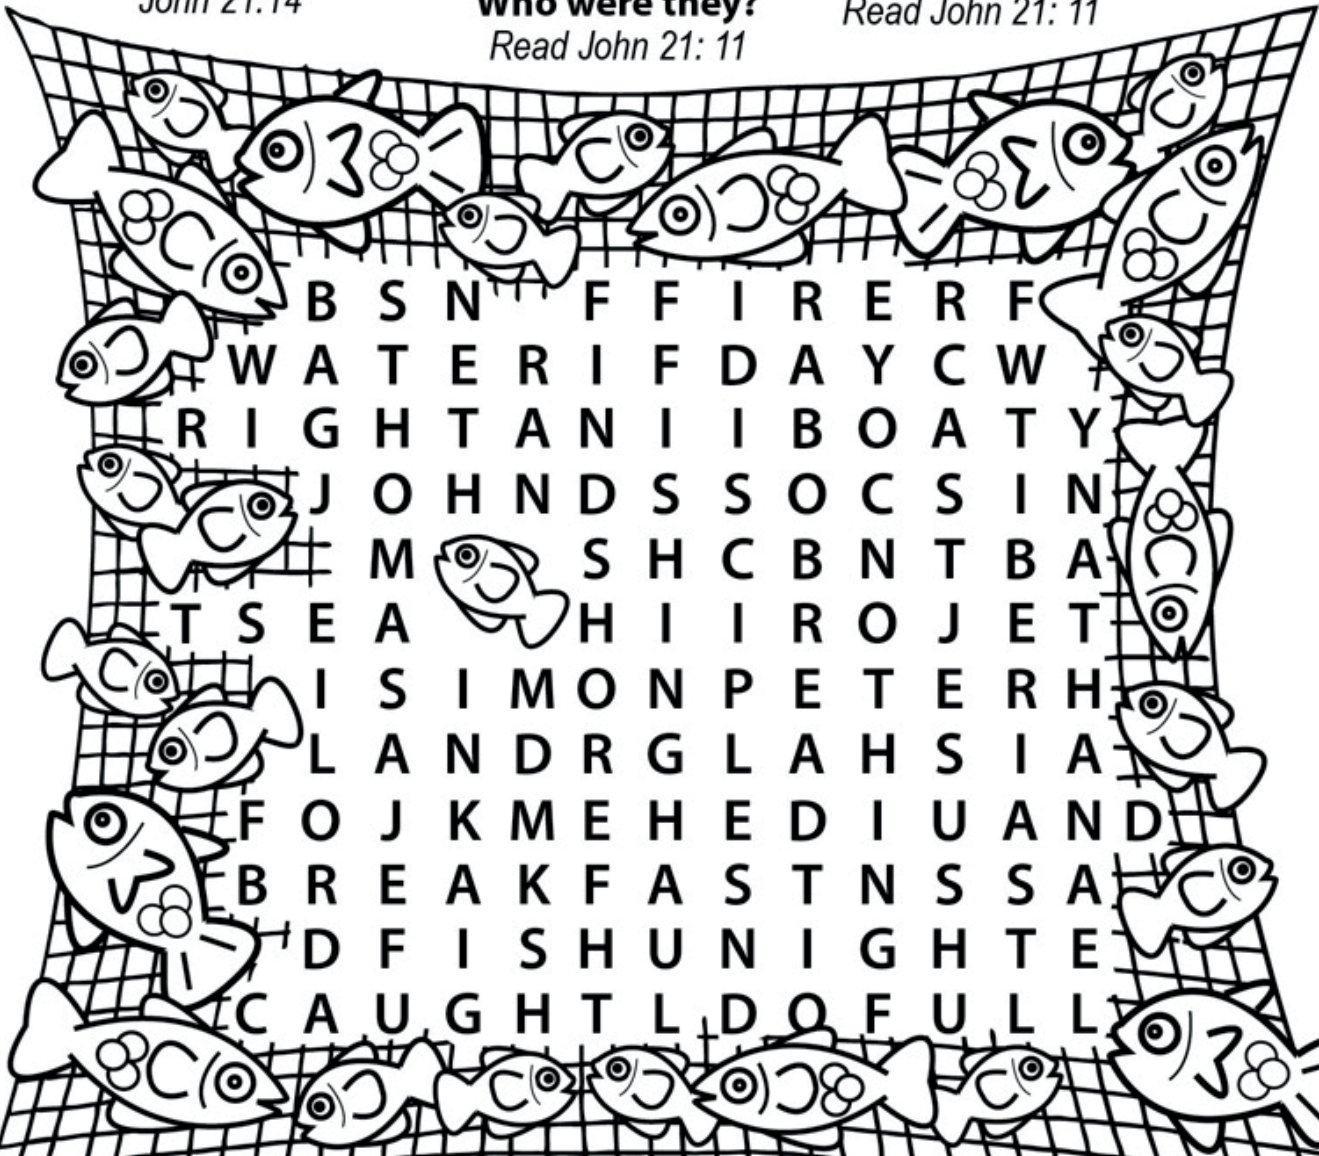 John 21:14
Who were they?
Read John 21: 11
Read John 21: 11
B S N F F I R E R F
W A T E R I F D A Y C W
R I G H T A N I I B O A T Y
J O H N D S S O C S I N
M S H C B N T B A
T S E A H I I R O J E T
I S I M O N P E T E R H
L A N D R G L A H S I A
F O J K M E H E D I U A N D
B R E A K F A S T N S S A
D F I S H U N I G H T E
C A U G H T L D O F U L L